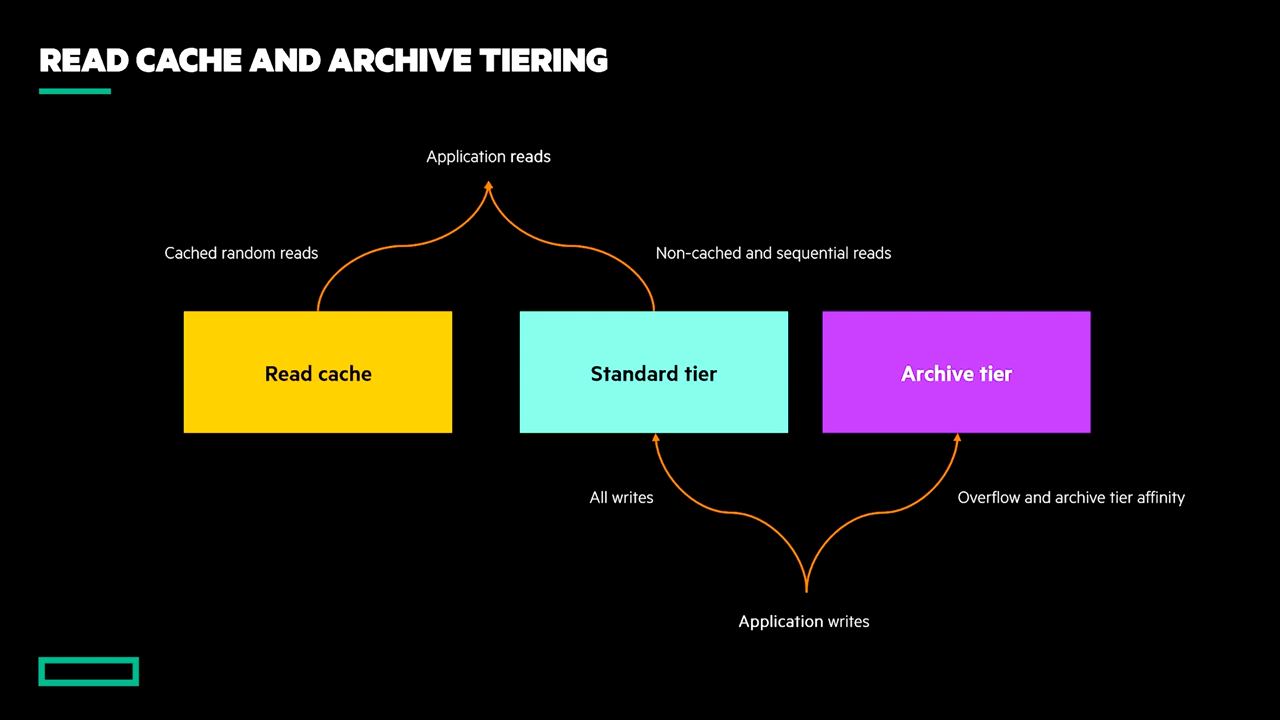 READ CACHE AND ARCHIVE TIERING
Application reads
Cached random reads
Non-cached and sequential reads
Read cache
Standard tier
Archive tier
All writes
Overflow and archive tier affinity
Application writes